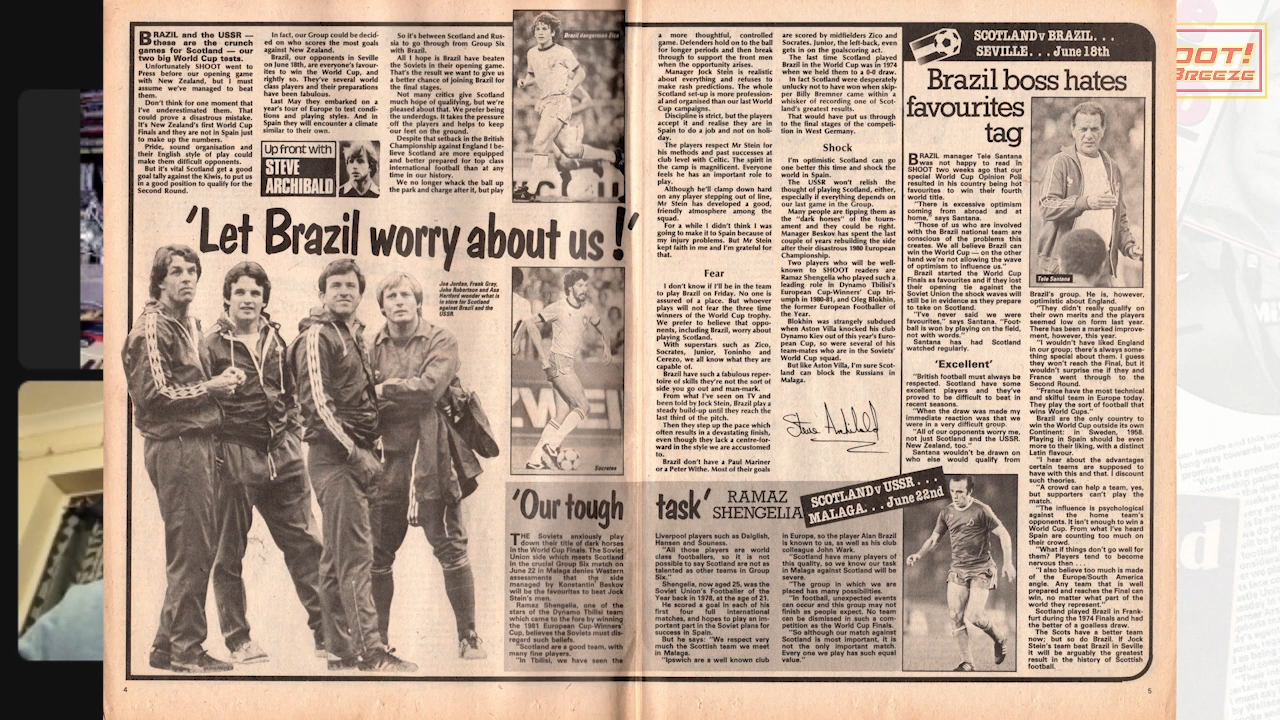 BRAZIL and the USSR —
these are the crunch
games for Scotland — our
two big World Cup tests.
Unfortunately SHOOT went to
Press before our opening game
with New Zealand, but I must
assume we've managed to beat
them.
Don't think for one moment that
I've underestimated them. That
could prove a disastrous mistake.
It's New Zealand's first World Cup
Finals and they are not in Spain just
to make up the numbers.
Pride, sound organisation and
their English style of play could
make them difficult opponents.
But it's vital Scotland get a good
goal tally against the Kiwis, to put us
in a good position to qualify for the
Second Round.
In fact, our Group could be decid-
ed on who scores the most goals
against New Zealand.
Brazil, our opponents in Seville
on June 18th, are everyone's favour-
ites to win the World Cup, and
rightly so. They've several world
class players and their preparations
have been fabulous.
Last May they embarked on a
year's tour of Europe to test condi-
tions and playing styles. And in
Spain they will encounter a climate
similar to their own.
Up front with
STEVE
ARCHIBALD
So it's between Scotland and Rus-
sia to go through from Group Six
with Brazil.
All I hope is Brazil have beaten
the Soviets in their opening game.
That's the result we want to give us
a better chance of joining Brazil for
the final stages.
Not many critics give Scotland
much hope of qualifying, but we're
pleased about that. We prefer being
the underdogs. It takes the pressure
off the players and helps to keep
our feet on the ground.
Despite that setback in the British
Championship against England I be-
lieve Scotland are more equipped
and better prepared for top class
international football than at any
time in our history.
We no longer whack the ball up
the park and charge after it, but play
Brazil dangerman Zico
'Let Brazil worry about us!'
Joe Jordan, Frank Gray,
John Robertson and Asa
Hartford wonder what is
in store for Scotland
against Brazil and the
USSR.
Socrates
a more thoughtful, controlled
game. Defenders hold on to the ball
for longer periods and then break
through to support the front men
when the opportunity arises.
Manager Jock Stein is realistic
about everything and refuses to
make rash predictions. The whole
Scotland set-up is more profession-
al and organised than our last World
Cup campaigns.
Discipline is strict, but the players
accept it and realise they are in
Spain to do a job and not on holi-
day.
The players respect Mr Stein for
his methods and past successes at
club level with Celtic. The spirit in
the camp is magnificent. Everyone
feels he has an important role to
play.
Although he'll clamp down hard
on any player stepping out of line,
Mr Stein has developed a good,
friendly atmosphere among the
squad.
For a while I didn't think I was
going to make it to Spain because of
my injury problems. But Mr Stein
kept faith in me and I'm grateful for
that.
Fear
I don't know if I'll be in the team
to play Brazil on Friday. No one is
assured of a place. But whoever
plays will not fear the three time
winners of the World Cup trophy.
We prefer to believe that oppo-
nents, including Brazil, worry about
playing Scotland.
With superstars such as Zico,
Socrates, Junior, Toninho and
Cerezo, we all know what they are
capable of.
Brazil have such a fabulous reper-
toire of skills they're not the sort of
side you go out and man-mark.
From what I've seen on TV and
been told by Jock Stein, Brazil play a
steady build-up until they reach the
last third of the pitch.
Then they step up the pace which
often results in a devastating finish,
even though they lack a centre-for-
ward in the style we are accustomed
to.
Brazil don't have a Paul Mariner
or a Peter Withe. Most of their goals
are scored by midfielders Zico and
Socrates. Junior, the left-back, even
gets in on the goalscoring act.
The last time Scotland played
Brazil in the World Cup was in 1974
when we held them to a 0-0 draw.
In fact Scotland were desperately
unlucky not to have won when skip-
per Billy Bremner came within a
whisker of recording one of Scot-
land's greatest results.
That would have put us through
to the final stages of the competi-
tion in West Germany.
Shock
I'm optimistic Scotland can go
one better this time and shock the
world in Spain.
The USSR won't relish the
thought of playing Scotland, either,
especially if everything depends on
our last game in the Group.
Many people are tipping them as
the "dark horses" of the tourn-
ament and they could be right.
Manager Beskov has spent the last
couple of years rebuilding the side
after their disastrous 1980 European
Championship.
Two players who will be well-
known to SHOOT readers are
Ramaz Shengelia who played such a
leading role in Dynamo Tbilisi's
European Cup-Winners' Cup tri-
umph in 1980-81, and Oleg Blokhin,
the former European Footballer of
the Year.
Blokhin was strangely subdued
when Aston Villa knocked his club
Dynamo Kiev out of this year's Euro-
pean Cup, so were several of his
team-mates who are in the Soviets'
World Cup squad.
But like Aston Villa, I'm sure Scot-
land can block the Russians in
Malaga.
Steve Archibald
SCOTLAND v BRAZIL...
SEVILLE...June 18th
Brazil boss hates
favourites
tag
BRAZIL manager Tele Santana
was not happy to read in
SHOOT two weeks ago that our
special World Cup Opinion Poll
resulted in his country being hot
favourites to win their fourth
world title.
"There is excessive optimism
coming from abroad and at
home," says Santana.
"Those of us who are involved
with the Brazil national team are
conscious of the problems this
creates. We all believe Brazil can
win the World Cup — on the other
hand we're not allowing the wave
of optimism to influence us."
Brazil started the World Cup
Finals as favourites and if they lost
their opening tie against the
Soviet Union the shock waves will
still be in evidence as they prepare
to take on Scotland.
"I've never said we were
favourites," says Santana. "Foot-
ball is won by playing on the field,
not with words."
Santana has had Scotland
watched regularly.
'Excellent'
"British football must always be
respected. Scotland have some
excellent players and they've
proved to be difficult to beat in
recent seasons.
"When the draw was made my
immediate reaction was that we
were in a very difficult group.
"All of our opponents worry me,
not just Scotland and the USSR.
New Zealand, too."
Santana wouldn't be drawn on
who else would qualify from
Tele Santana
Brazil's group. He is, however,
optimistic about England.
"They didn't really qualify on
their own merits and the players
seemed low on form last year.
There has been a marked improve-
ment, however, this year.
"I wouldn't have liked England
in our group; there's always some-
thing special about them. I guess
they won't reach the Final, but it
wouldn't surprise me if they and
France went through to the
Second Round.
"France have the most technical
and skilful team in Europe today.
They play the sort of football that
wins World Cups."
Brazil are the only country to
win the World Cup outside its own
Continent: in Sweden, 1958.
Playing in Spain should be even
more to their liking, with a distinct
Latin flavour.
"I hear about the advantages
certain teams are supposed to
have with this and that. I discount
such theories.
"A crowd can help a team, yes,
but supporters can't play the
match.
"The influence is psychological
against the home team's
opponents. It isn't enough to win a
World Cup. From what I've heard
Spain are counting too much on
their crowd.
"What if things don't go well for
them? Players tend to become
nervous then . . .
"I also believe too much is made
of the Europe/South America
angle. Any team that is well
prepared and reaches the Final can
win, no matter what part of the
world they represent."
Scotland played Brazil in Frank-
furt during the 1974 Finals and had
the better of a goalless draw.
The Scots have a better team
now; but so do Brazil. If Jock
Stein's team beat Brazil in Seville
it will be arguably the greatest
result in the history of Scottish
football.
'Our tough task'
RAMAZ
SHENGELIA
SCOTLAND v USSR...
MALAGA...June 22nd
THE Soviets anxiously play
down their title of dark horses
in the World Cup Finals. The Soviet
Union side which meets Scotland
in the crucial Group Six match on
June 22 in Malaga denies Western
assessments that the side
managed by Konstantin Beskov
will be the favourites to beat Jock
Stein's men.
Ramaz Shengelia, one of the
stars of the Dynamo Tbilisi team
which came to the fore by winning
the 1981 European Cup-Winners'
Cup, believes the Soviets must dis-
regard such beliefs.
"Scotland are a good team, with
many fine players.
"In Tbilisi, we have seen the
Liverpool players such as Dalglish,
Hansen and Souness.
"All those players are world
class footballers, so it is not
possible to say Scotland are not as
talented as other teams in Group
Six."
Shengelia, now aged 25, was the
Soviet Union's Footballer of the
Year back in 1978, at the age of 21.
He scored a goal in each of his
first four full international
matches, and hopes to play an im-
portant part in the Soviet plans for
success in Spain.
But he says: "We respect very
much the Scottish team we meet
in Malaga.
"Ipswich are a well known club
in Europe, so the player Alan Brazil
is known to us, as well as his club
colleague John Wark.
"Scotland have many players of
this quality, so we know our task
in Malaga against Scotland will be
severe.
"The group in which we are
placed has many possibilities.
"In football, unexpected events
can occur and this group may not
finish as people expect. No team
can be dismissed in such a com-
petition as the World Cup Finals.
"So although our match against
Scotland is most important, it is
not the only important match.
Every one we play has such equal
value."
4
5
OOT!
BREEZE